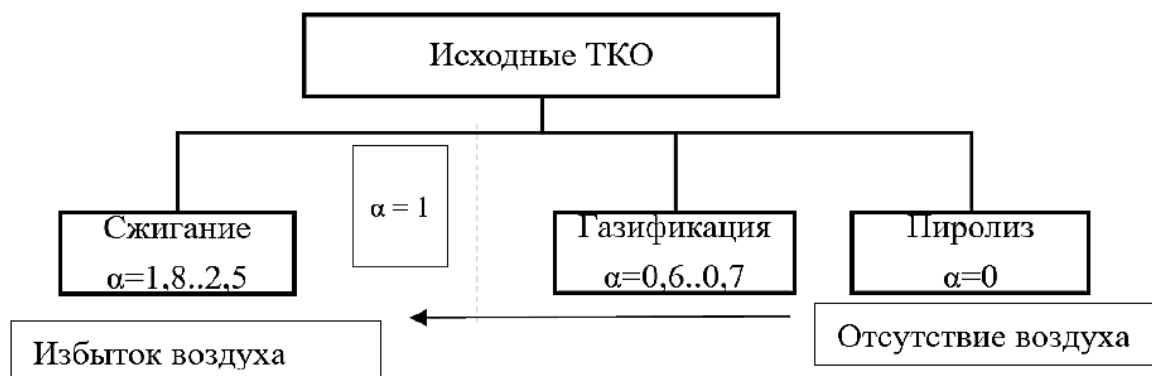 Исходные ТКО
α = 1
Сжигание
α=1,8..2,5
Газификация
α=0,6..0,7
Пиролиз
α=0
Избыток воздуха
Отсутствие воздуха